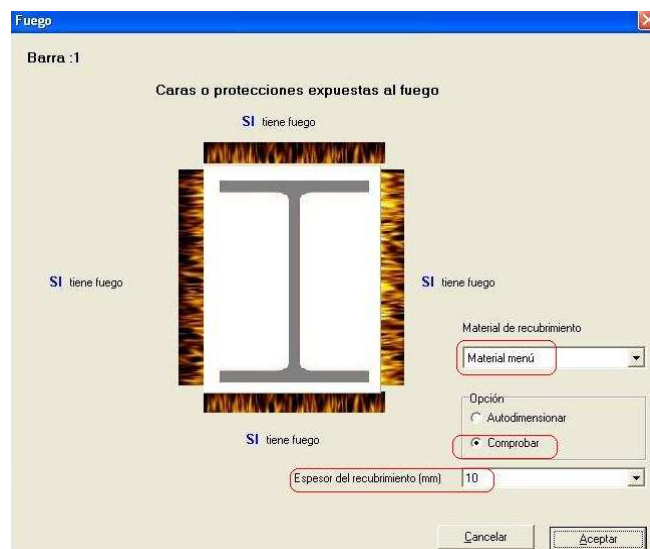 Fuego
Barra :1
Caras o protecciones expuestas al fuego
SI tiene fuego
SI tiene fuego
SI tiene fuego
Material de recubrimiento
Material menú
Opción
Autodimensionar
Comprobar
SI tiene fuego
Espesor del recubrimiento (mm) 10
Cancelar Aceptar